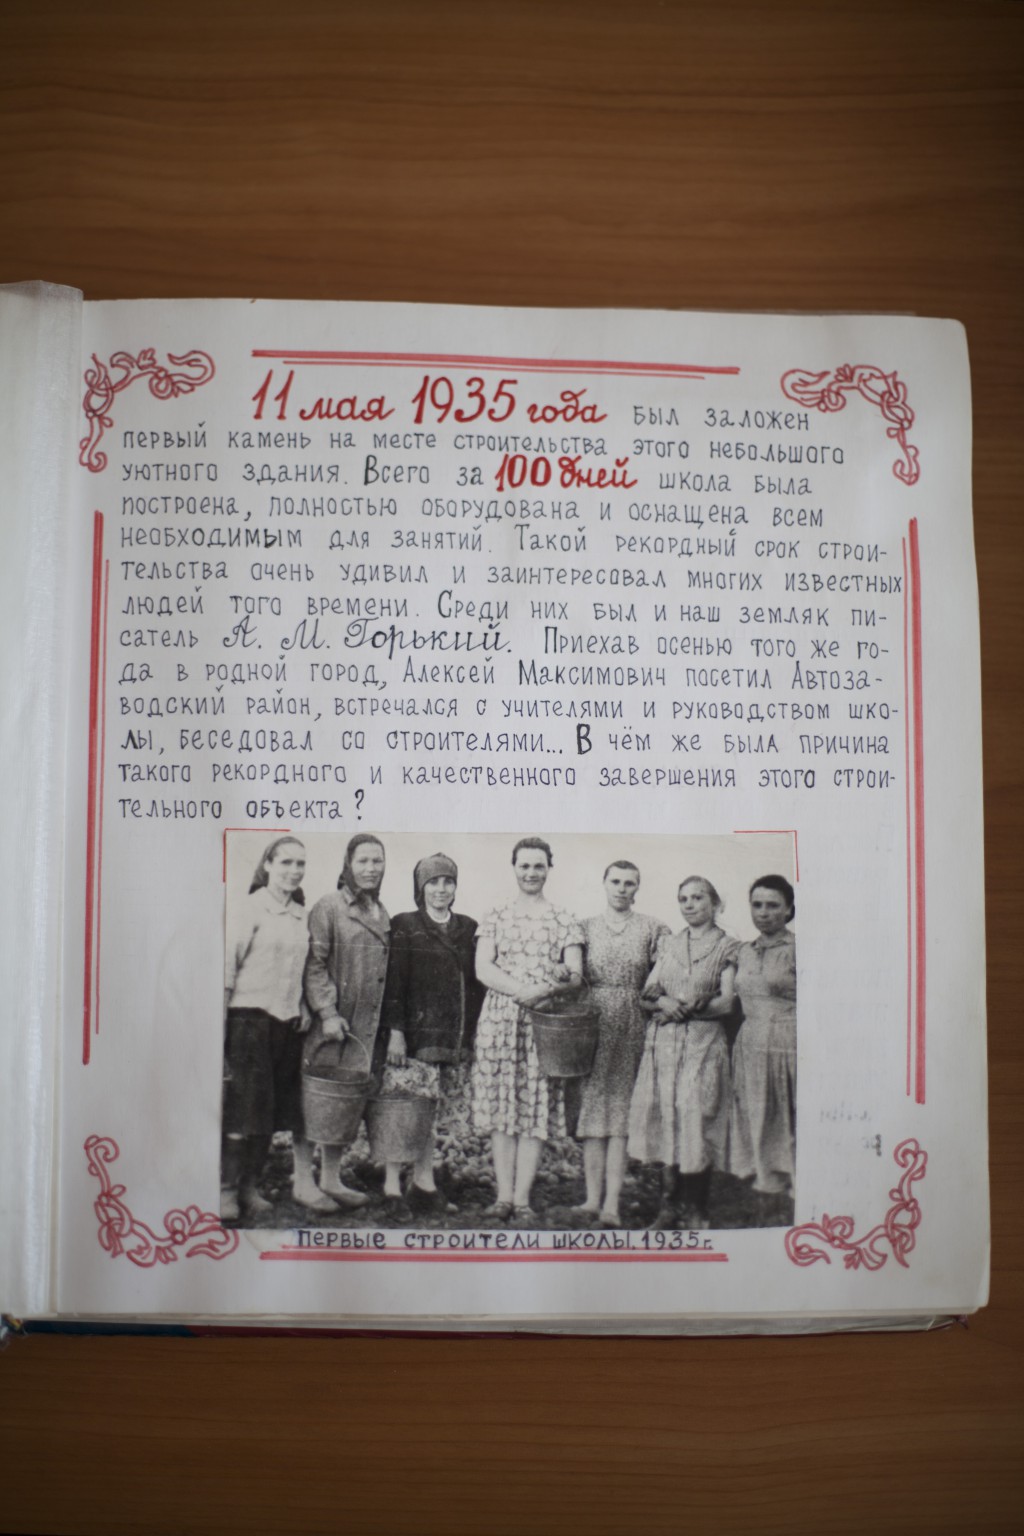 11 мая 1935 года был заложен
первый камень на месте строительства этого небольшого
уютного здания. Всего за 100 дней школа была
построена, полностью оборудована и оснащена всем
необходимым для занятий. Такой рекордный срок строи-
тельства очень удивил и заинтересовал многих известных
людей того времени. Среди них был и наш земляк пи-
сатель А. М. Горький. Приехав осенью того же го-
да в родной город, Алексей Максимович посетил Автоза-
водский район, встречался с учителями и руководством шко-
лы, беседовал со строителями... В чём же была причина
такого рекордного и качественного завершения этого строи-
тельного объекта?
Первые строители школы. 1935 г.